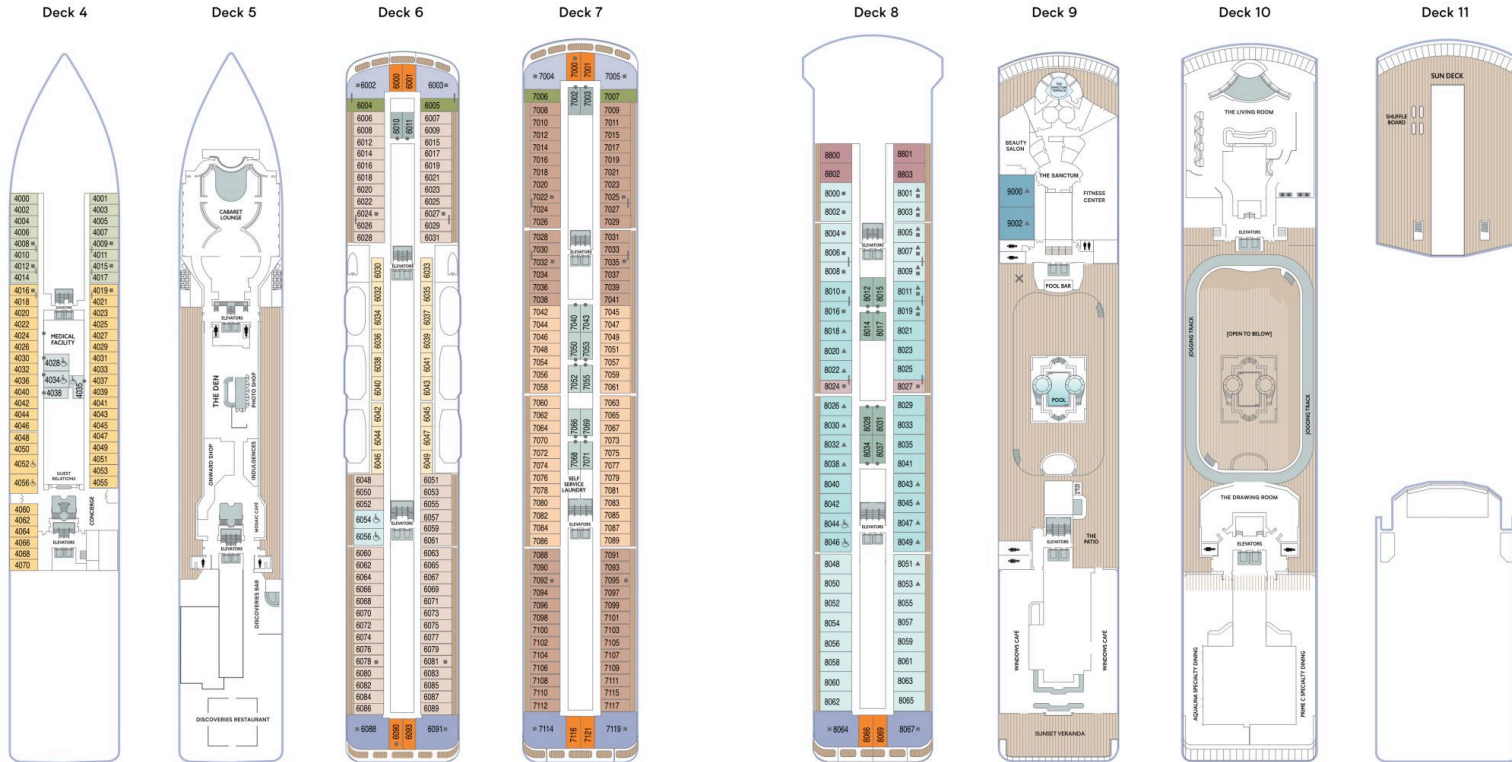 Deck 4
4000 4001
4002 4003
4004 4005
4006 4007
4008 4009
4010 4011
4012 4015
4014 4017
4016 4019
4018 4021
4020 4023
4022 4025
4024 4027
4026 4029
4030 4031
4032 4033
4036 4037
4040 4039
4042 4041
4044 4043
4046 4045
4048 4047
4050 4049
4052 4051
4056 4053
4055
4060
4062
4064
4066
4068
4070
ELEVATORS
MEDICAL
FACILITY
4028
4034
4035
4038
GUEST
RELATIONS
CONCIERGE
ELEVATORS
Deck 5
CABARET
LOUNGE
ELEVATORS
THE DEN
PHOTO SHOP
ONWARD SHOP
INDULGENCES
MOSAIC CAFÉ
ELEVATORS
DISCOVERIES BAR
DISCOVERIES RESTAURANT
Deck 6
6000 6001
6002 6003
6004 6005
6010 6011
6006 6007
6008 6009
6012 6015
6014 6017
6016 6019
6018 6021
6020 6023
6022 6025
6024 6027
6026 6029
6028 6031
ELEVATORS
6030 6033
6032 6035
6034 6037
6036 6039
6038 6041
6040 6043
6042 6045
6044 6047
6046 6049
6048 6051
6050 6053
6052 6055
6054 6057
6056 6059
6061
ELEVATORS
6060 6063
6062 6065
6064 6067
6066 6069
6068 6071
6070 6073
6072 6075
6074 6077
6076 6079
6078 6081
6080 6083
6082 6085
6084 6087
6086 6089
6088 6090 6093 6091
Deck 7
7000 7001
7004 7005
7006 7002 7003 7007
7008 7009
7010 7011
7012 7015
7014 7017
7016 7019
7018 7021
7020 7023
7022 7025
7024 7027
7026 7029
7028 7031
7030 7033
7032 7035
7034 7037
7036 7039
7038 7041
ELEVATORS
7042 7045
7044 7047
7046 7049
7048 7051
7054 7057
7056 7059
7058 7061
7040 7043
7050 7053
7052 7055
7060 7063
7062 7065
7064 7067
7070 7073
7072 7075
7074 7077
7066 7069
7068 7071
7076 7079
7078 7081
7080 7083
7082 7085
7084 7087
7086 7089
SELF
SERVICE
LAUNDRY
ELEVATORS
7088 7091
7090 7093
7092 7095
7094 7097
7096 7099
7098 7101
7100 7103
7102 7105
7104 7107
7106 7109
7108 7111
7110 7115
7112 7117
7114 7116 7121 7119
Deck 8
8800 8801
8802 8803
8000 8001
8002 8003
8004 8005
8006 8007
8008 8009
8010 8011
8016 8019
8018 8021
8020 8023
8022 8025
8024 8027
ELEVATORS
8012 8015
8014 8017
8026 8029
8030 8033
8032 8035
8038 8041
8028 8031
8034 8037
8040 8043
8042 8045
8044 8047
8046 8049
ELEVATORS
8048 8051
8050 8053
8052 8055
8054 8057
8056 8059
8058 8061
8060 8063
8062 8065
8064 8066 8069 8067
Deck 9
THE
SANCTUM
TERRACE
BEAUTY
SALON
THE SANCTUM
9000
9002
FITNESS
CENTER
ELEVATORS
POOL BAR
POOL
ELEVATORS
THE
PATIO
WINDOWS CAFÉ
WINDOWS CAFÉ
SUNSET VERANDA
Deck 10
THE LIVING ROOM
ELEVATORS
JOGGING TRACK
[OPEN TO BELOW]
JOGGING TRACK
THE DRAWING ROOM
ELEVATORS
AQUALINA SPECIALTY DINING
PRIME C SPECIALTY DINING
Deck 11
SUN DECK
SHUFFLE
BOARD